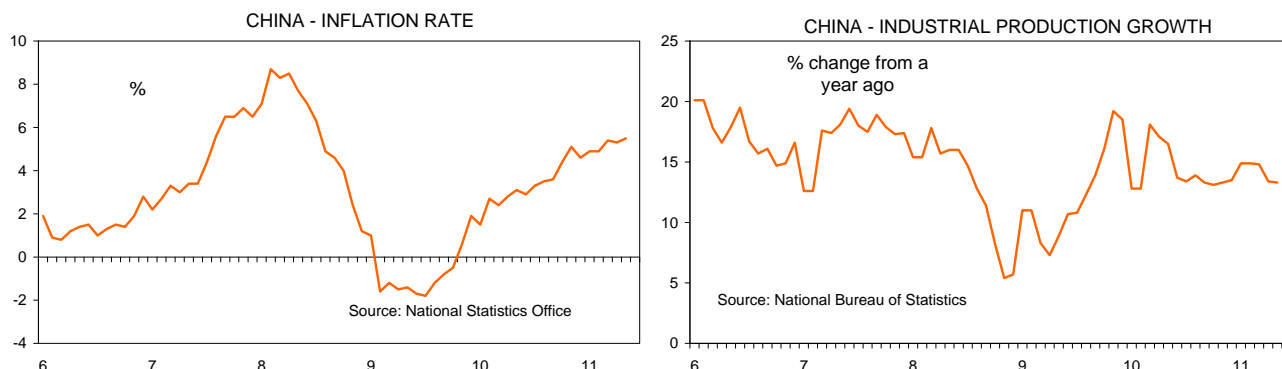 CHINA - INFLATION RATE
10
8
6
4
2
0
-2
-4
%
Source: National Statistics Office
6 7 8 9 10 11
CHINA - INDUSTRIAL PRODUCTION GROWTH
25
20
15
10
5
0
% change from a
year ago
Source: National Bureau of Statistics
6 7 8 9 10 11